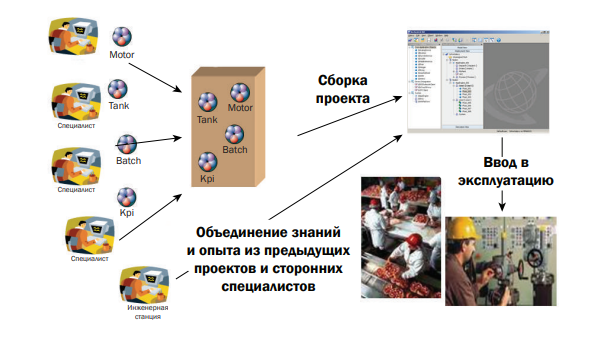 Motor
Tank
Специалист
Batch
Специалист
Kpi
Специалист
Инженерная
станция
Tank
Motor
Batch
Kpi
Сборка
проекта
Объединение знаний
и опыта из предыдущих
проектов и сторонних
специалистов
Ввод в
эксплуатацию